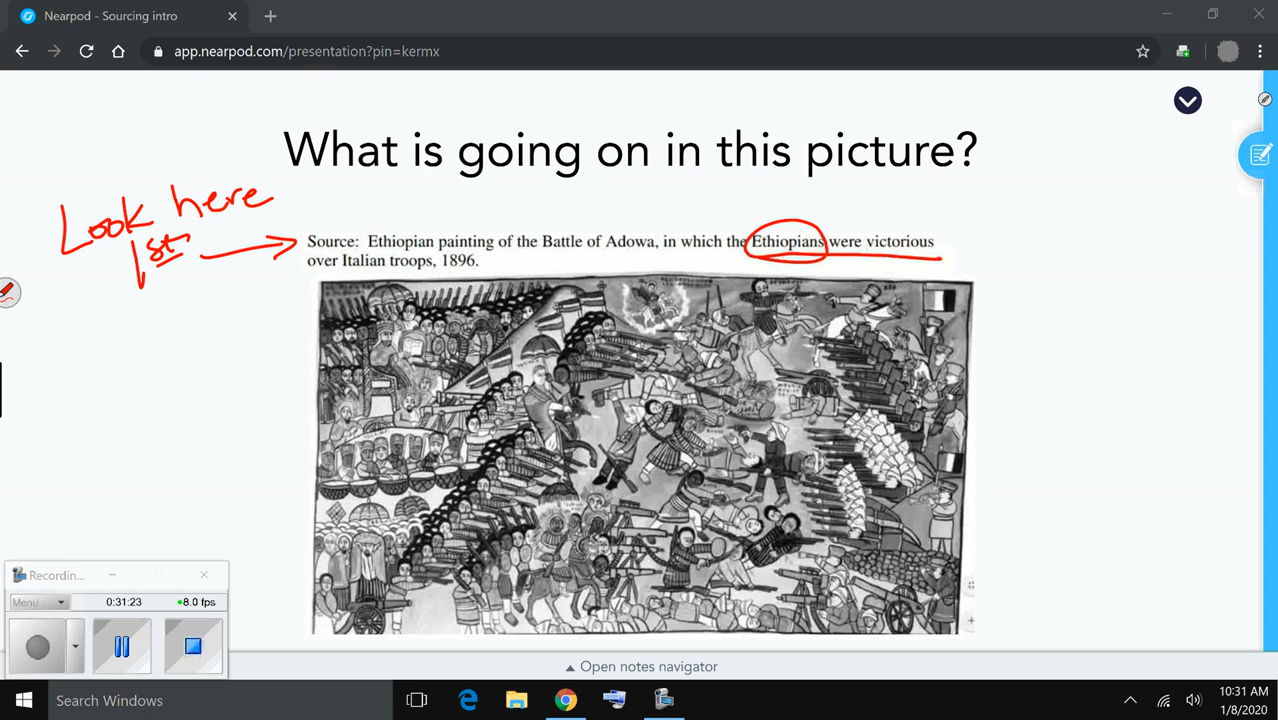 Nearpod - Sourcing intro
app.nearpod.com/presentation?pin=kermx
What is going on in this picture?
Look here
1st
Source: Ethiopian painting of the Battle of Adowa, in which the Ethiopians were victorious
over Italian troops, 1896.
Recordin...
Menu
0:31:23
8.0 fps
Open notes navigator
Search Windows
10:31 AM
1/8/2020